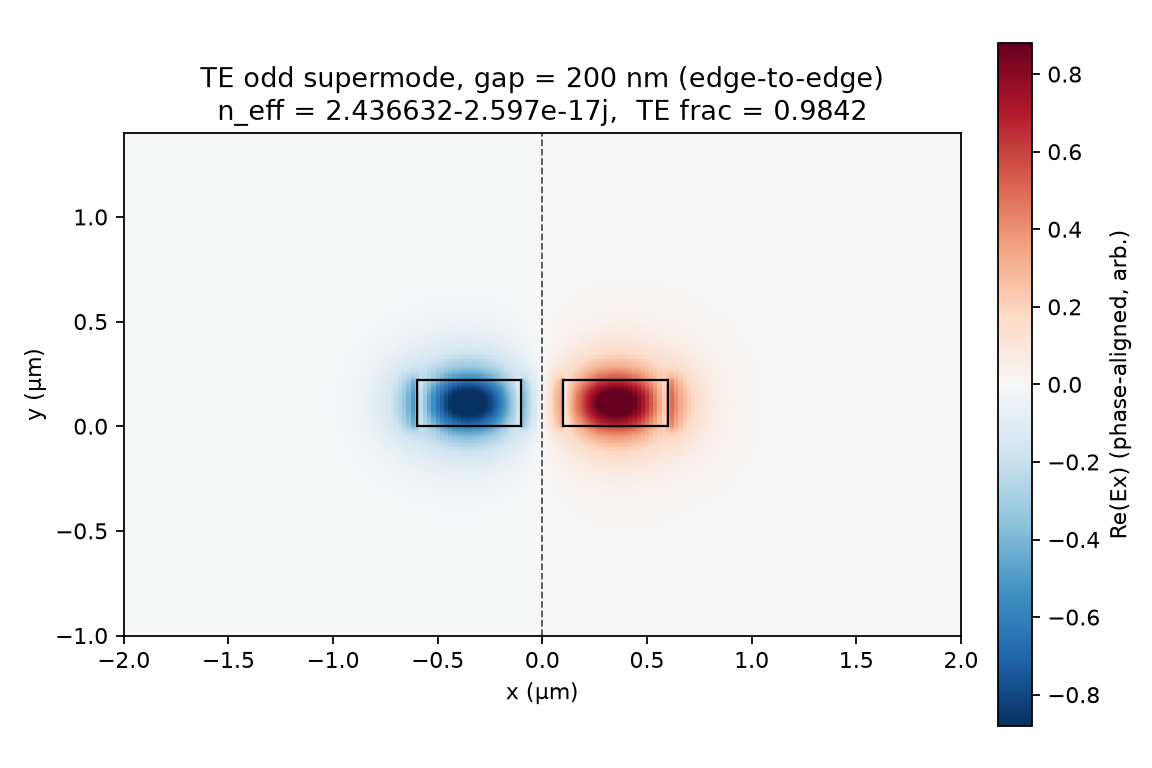 TE odd supermode, gap = 200 nm (edge-to-edge)
n_eff = 2.436632-2.597e-17j,  TE frac = 0.9842
1.0
0.5
0.0
−0.5
−1.0
y (μm)
−2.0 −1.5 −1.0 −0.5 0.0 0.5 1.0 1.5 2.0
x (μm)
0.8
0.6
0.4
0.2
0.0
−0.2
−0.4
−0.6
−0.8
Re(Ex) (phase-aligned, arb.)